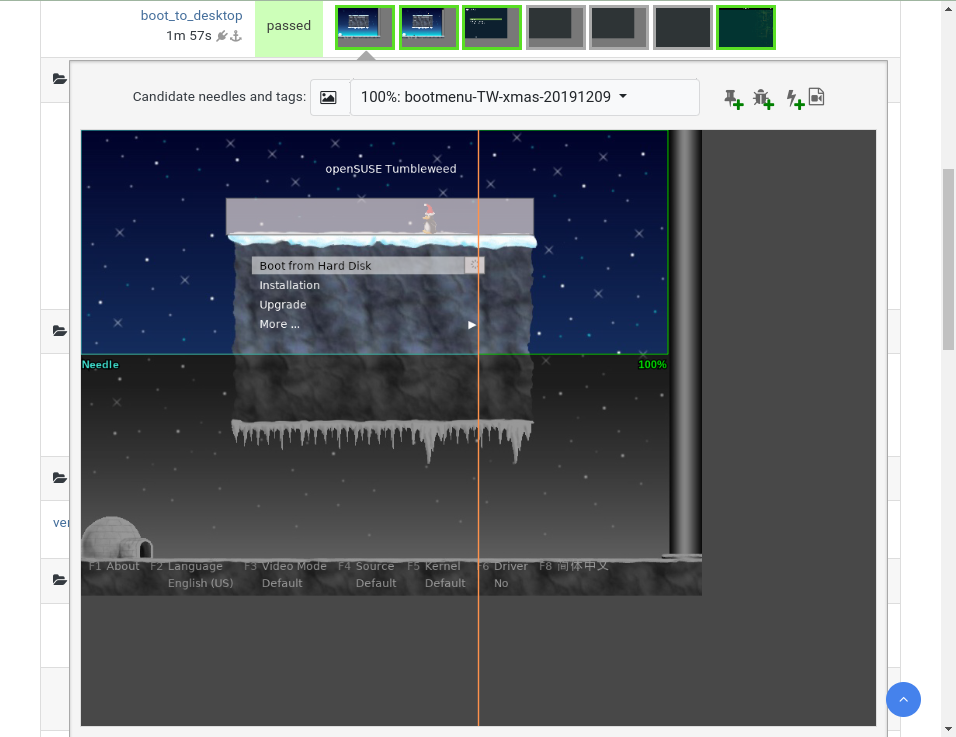 boot_to_desktop
1m 57s
passed
Candidate needles and tags:
100%: bootmenu-TW-xmas-20191209
openSUSE Tumbleweed
Boot from Hard Disk
Installation
Upgrade
More ...
Needle
100%
ver
F1 About F2 Language F3 Video Mode F4 Source F5 Kernel F6 Driver F8 简体中文
English (US) Default Default Default No